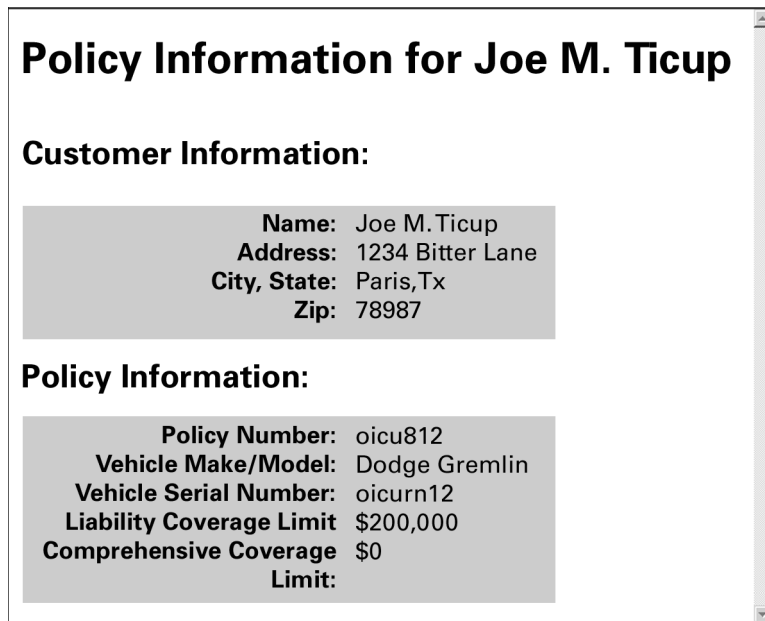 Policy Information for Joe M. Ticup
Customer Information:
Name: Joe M. Ticup
Address: 1234 Bitter Lane
City, State: Paris,Tx
Zip: 78987
Policy Information:
Policy Number: oicu812
Vehicle Make/Model: Dodge Gremlin
Vehicle Serial Number: oicurn12
Liability Coverage Limit $200,000
Comprehensive Coverage $0
Limit: